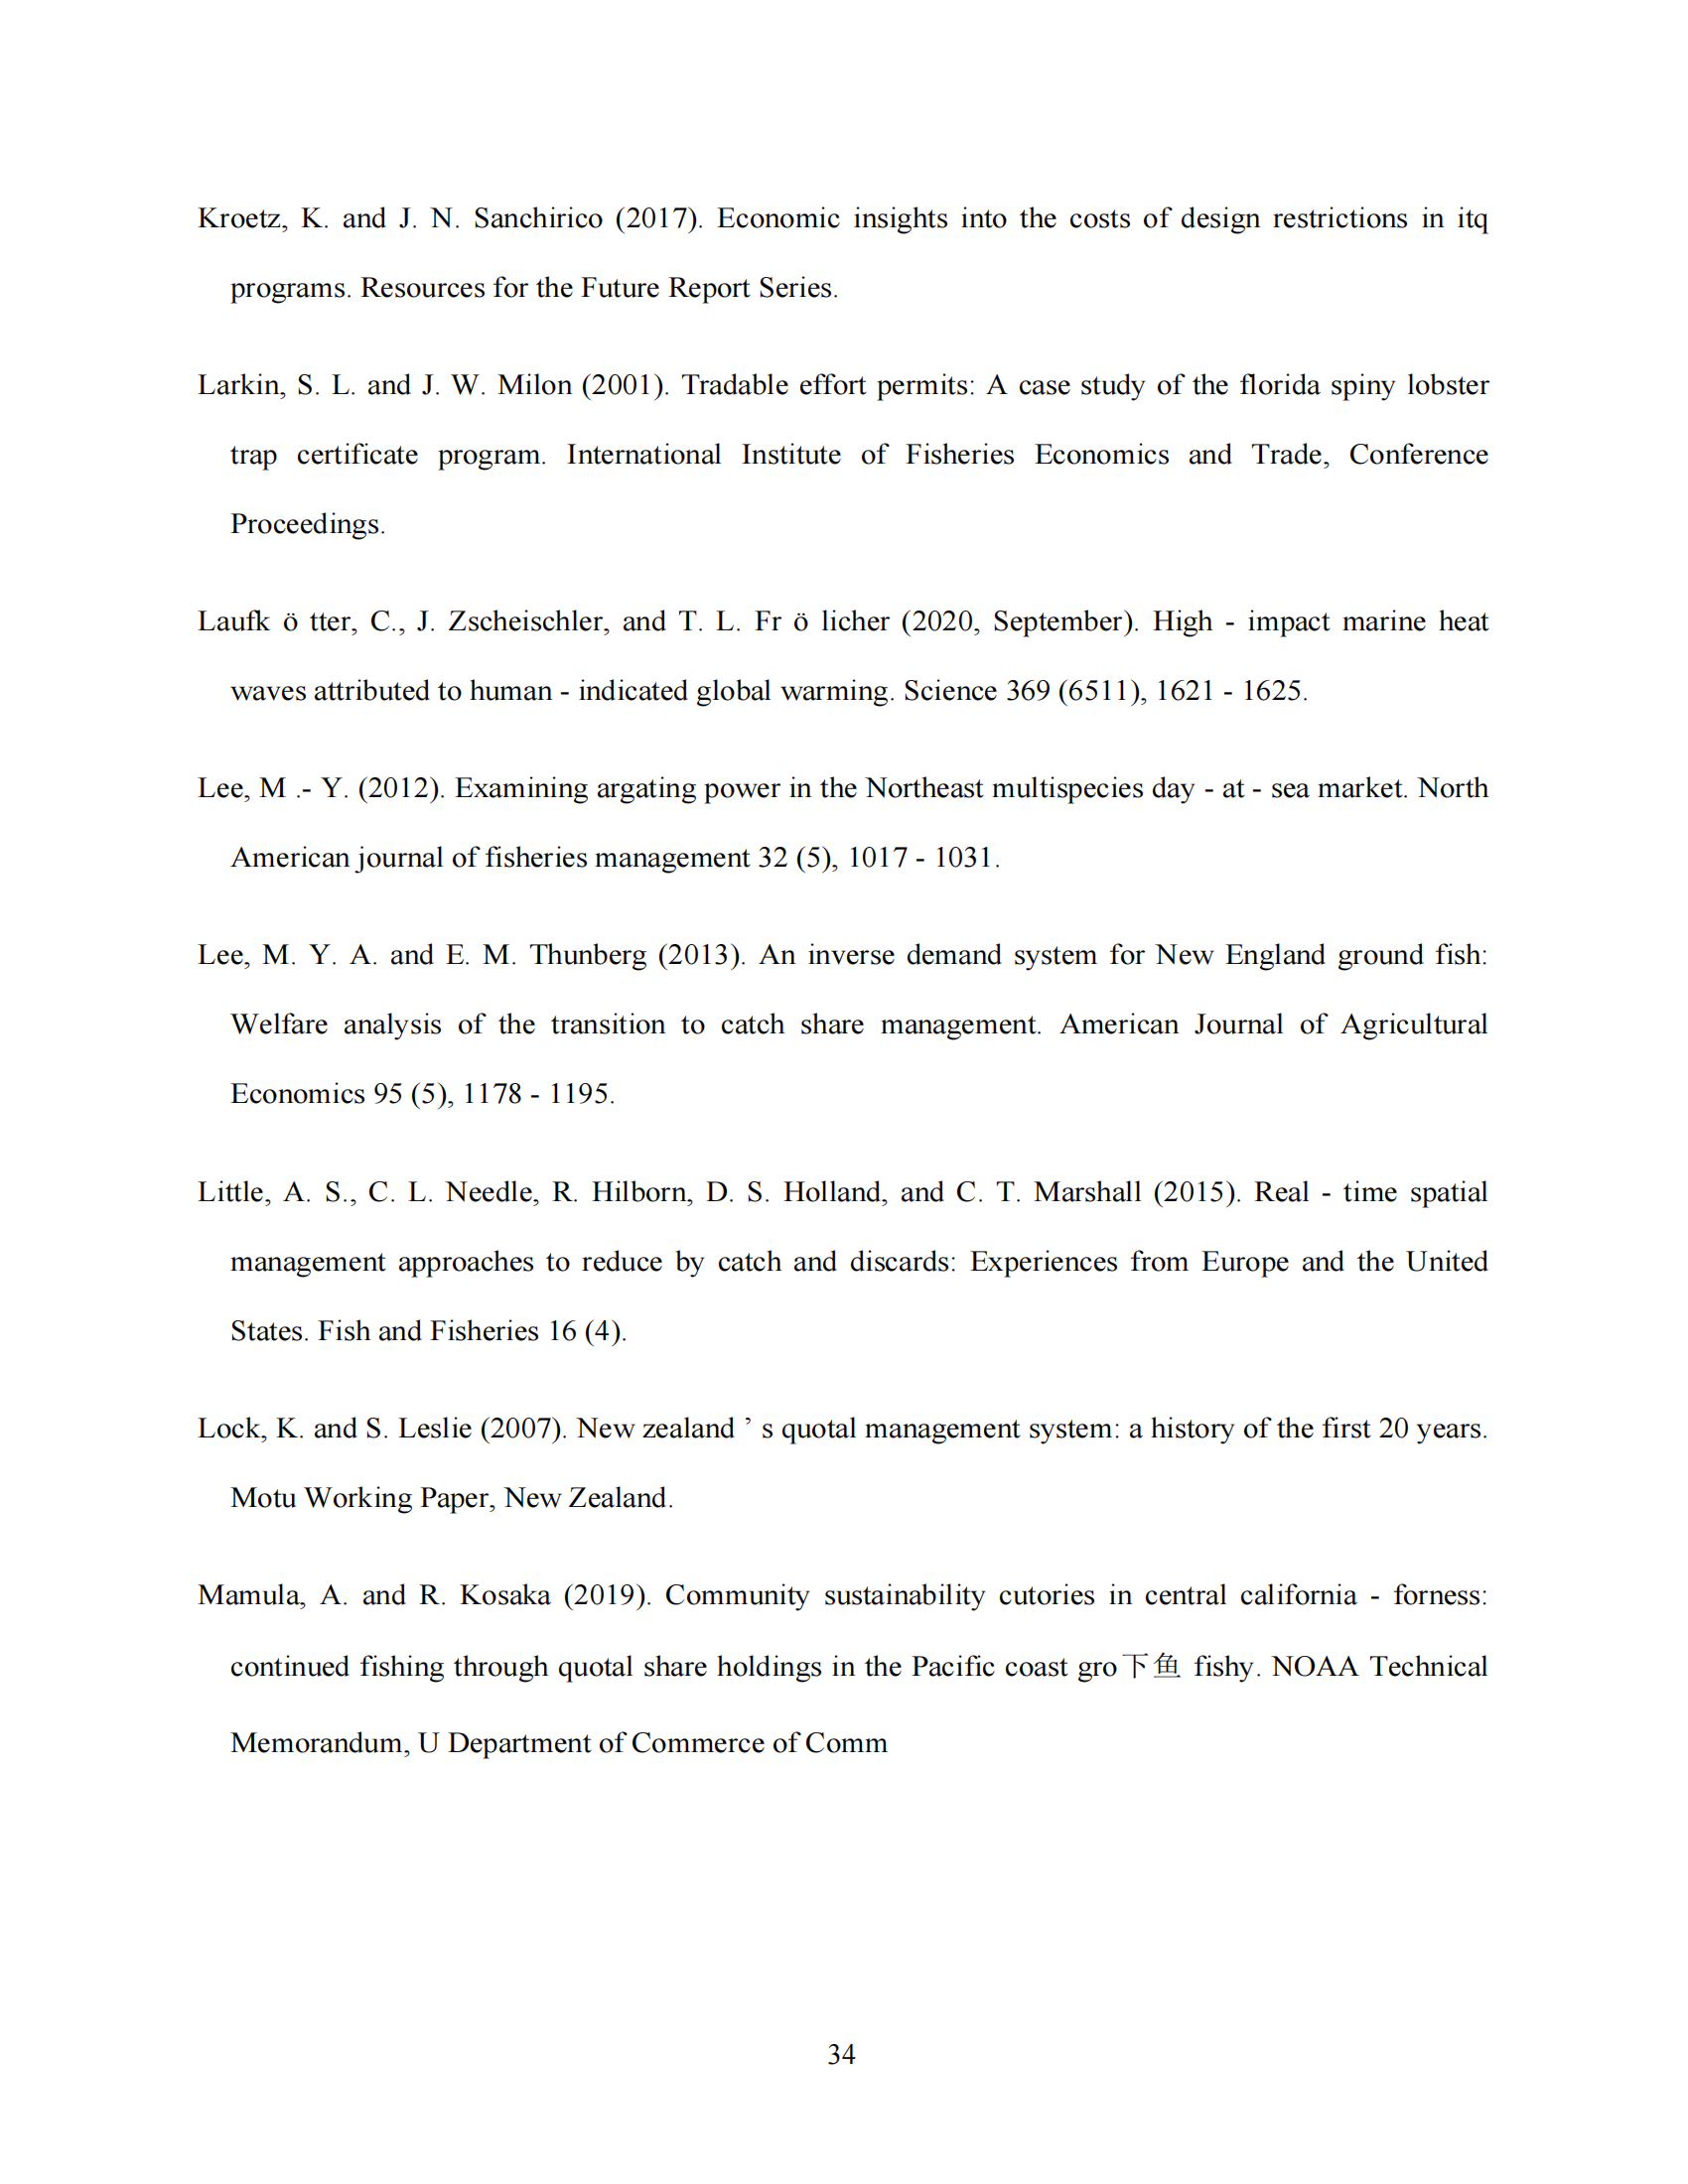 Kroetz, K. and J. N. Sanchirico (2017). Economic insights into the costs of design restrictions in itq
programs. Resources for the Future Report Series.
Larkin, S. L. and J. W. Milon (2001). Tradable effort permits: A case study of the florida spiny lobster
trap certificate program. International Institute of Fisheries Economics and Trade, Conference
Proceedings.
Laufk ö tter, C., J. Zscheischler, and T. L. Fr ö licher (2020, September). High - impact marine heat
waves attributed to human - indicated global warming. Science 369 (6511), 1621 - 1625.
Lee, M .- Y. (2012). Examining argating power in the Northeast multispecies day - at - sea market. North
American journal of fisheries management 32 (5), 1017 - 1031.
Lee, M. Y. A. and E. M. Thunberg (2013). An inverse demand system for New England ground fish:
Welfare analysis of the transition to catch share management. American Journal of Agricultural
Economics 95 (5), 1178 - 1195.
Little, A. S., C. L. Needle, R. Hilborn, D. S. Holland, and C. T. Marshall (2015). Real - time spatial
management approaches to reduce by catch and discards: Experiences from Europe and the United
States. Fish and Fisheries 16 (4).
Lock, K. and S. Leslie (2007). New zealand ’ s quotal management system: a history of the first 20 years.
Motu Working Paper, New Zealand.
Mamula, A. and R. Kosaka (2019). Community sustainability cutories in central california - forness:
continued fishing through quotal share holdings in the Pacific coast gro下鱼 fishy. NOAA Technical
Memorandum, U Department of Commerce of Comm
34